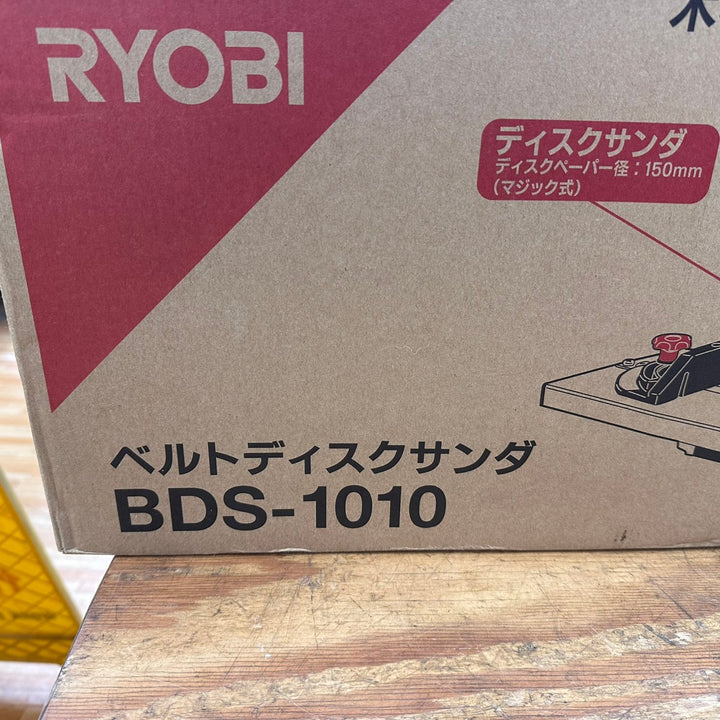 RYOBI
ディスクサンダ
ディスクペーパー径：150mm
(マジック式)
ベルトディスクサンダ
BDS-1010